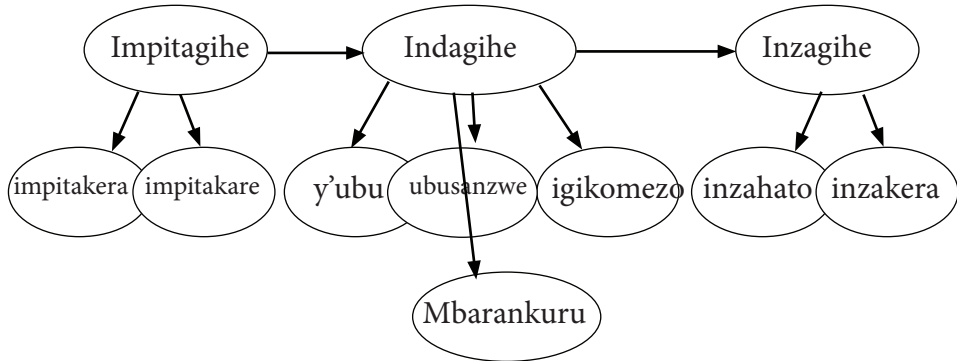 Impitagihe Indagihe Inzagihe
impitakera impitakare y'ubu ubusanzwe igikomezo inzahato inzakera
Mbarankuru